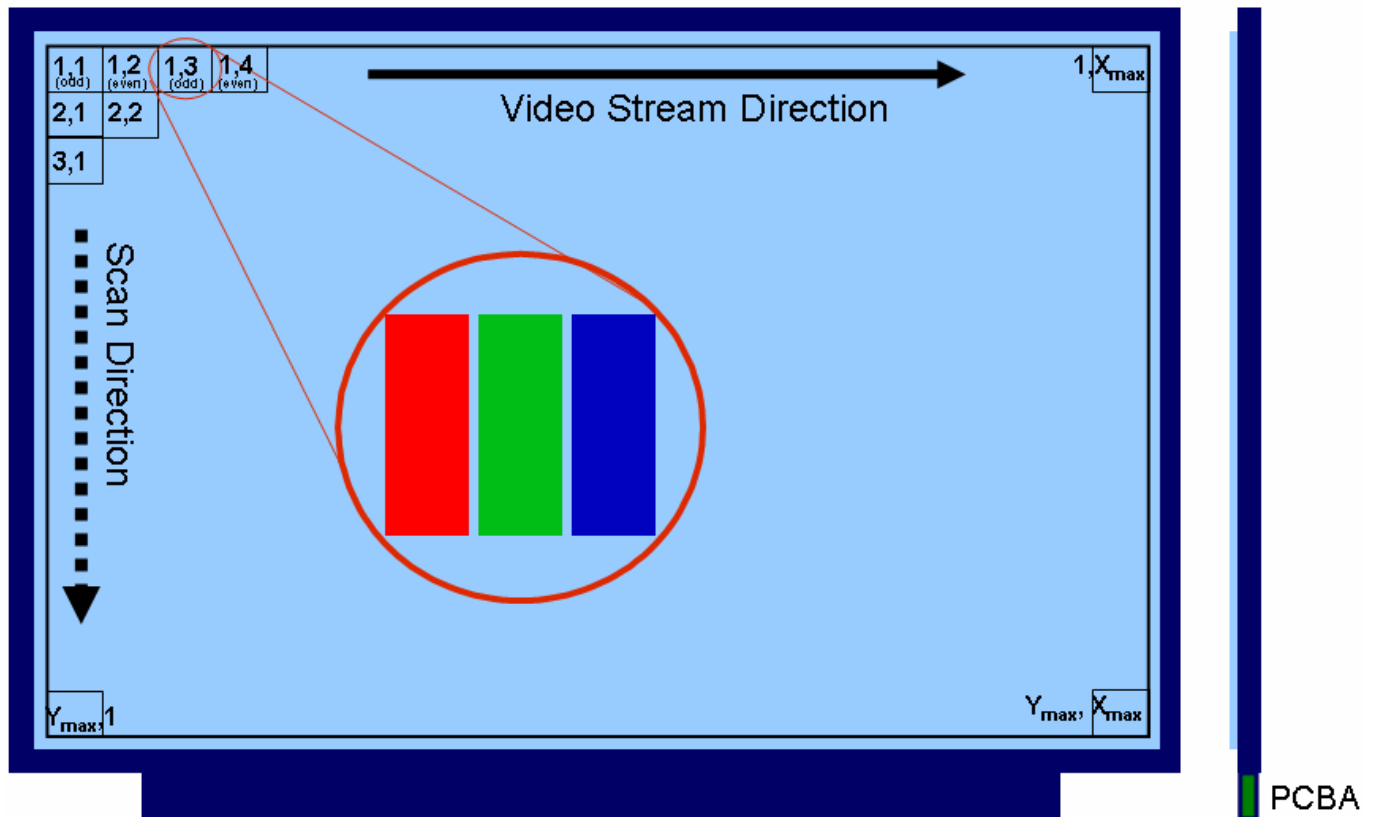 1,1 1,2 1,3 1,4 1,Xmax
(odd) (even) (odd) (even)
Video Stream Direction
2,1 2,2
3,1
Scan Direction
Ymax,1 Ymax, Xmax
PCBA